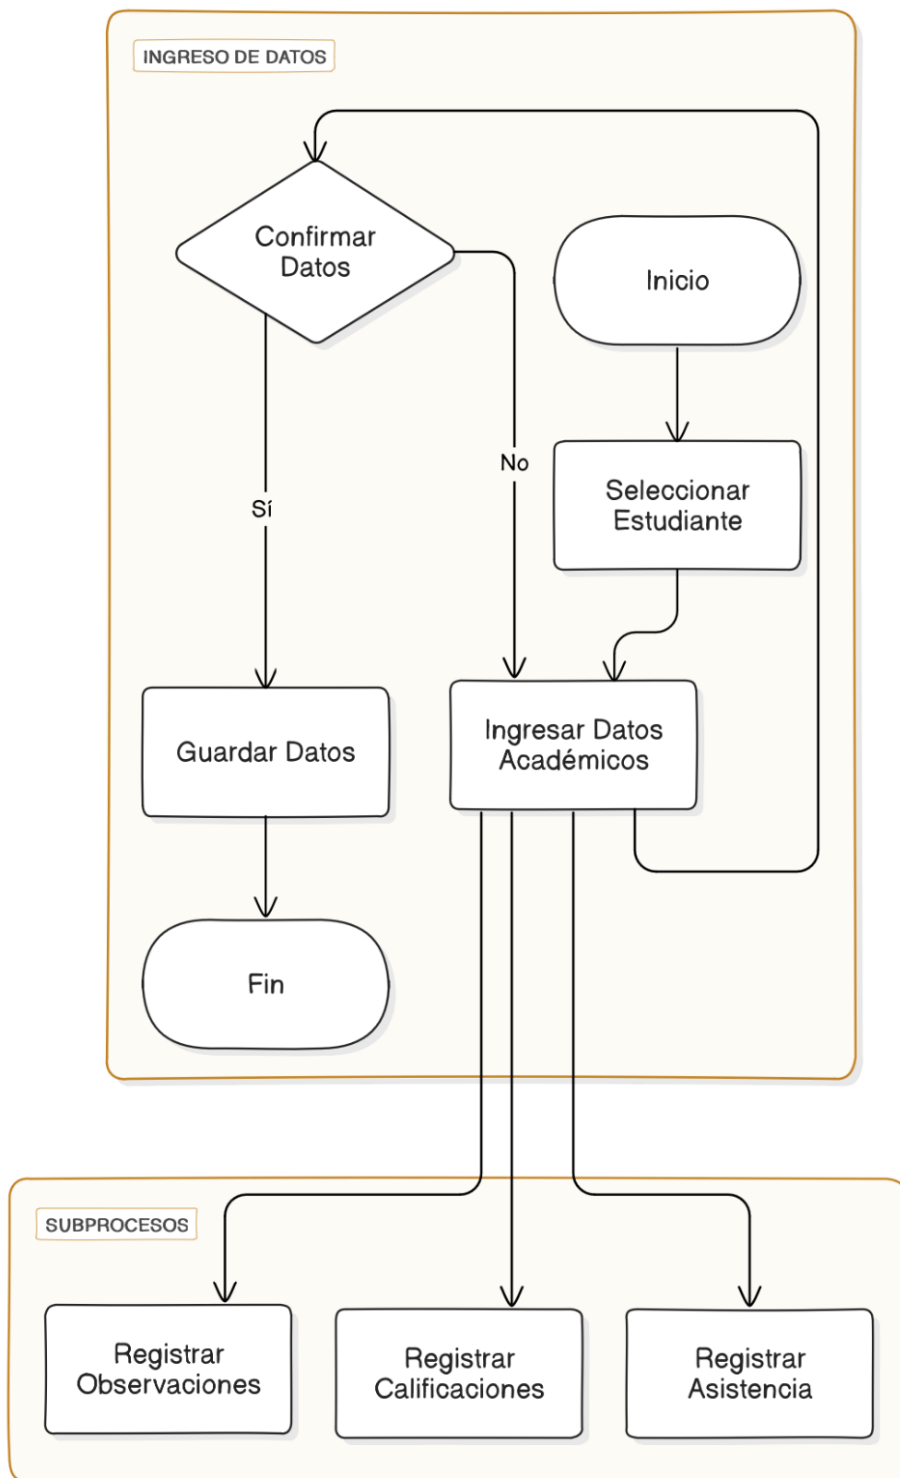 INGRESO DE DATOS
Confirmar
Datos
Inicio
No
Seleccionar
Estudiante
Sí
Guardar Datos
Ingresar Datos
Académicos
Fin
SUBPROCESOS
Registrar
Observaciones
Registrar
Calificaciones
Registrar
Asistencia